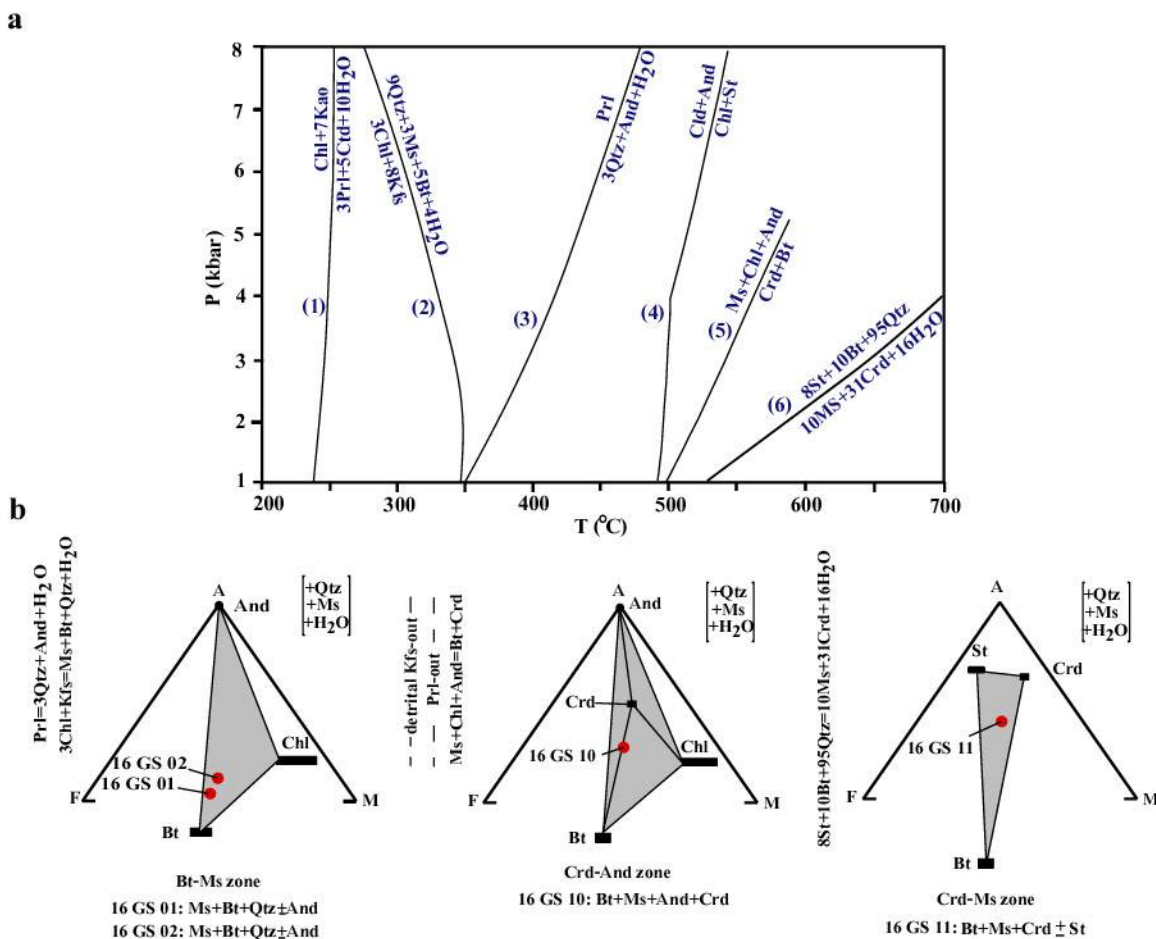 a
8
7
6
5
4
3
2
1
P (kbar)
200
300
400
500
600
700
T (°C)
Chl+7Kao
3Prl+5Ctd+10H2O
(1)
9Qtz+3Ms+5Bt+4H2O
3Chl+8Kfs
(2)
Prl
3Qtz+And+H2O
(3)
Cld+And
Chl+St
(4)
Ms+Chl+And
Crd+Bt
(5)
8St+10Bt+95Qtz
10MS+31Crd+16H2O
(6)
b
Prl=3Qtz+And+H2O
3Chl+Kfs=Ms+Bt+Qtz+H2O
A
And
[+Qtz
+Ms
+H2O]
Chl
16 GS 02
16 GS 01
F
M
Bt
Bt-Ms zone
16 GS 01: Ms+Bt+Qtz±And
16 GS 02: Ms+Bt+Qtz±And
– –detrital Kfs-out —
– — Prl-out — –
Ms+Chl+And=Bt+Crd
A
And
[+Qtz
+Ms
+H2O]
Crd
Chl
16 GS 10
F
M
Bt
Crd-And zone
16 GS 10: Bt+Ms+And+Crd
8St+10Bt+95Qtz=10Ms+31Crd+16H2O
A
[+Qtz
+Ms
+H2O]
St
Crd
16 GS 11
F
M
Bt
Crd-Ms zone
16 GS 11: Bt+Ms+Crd ± St